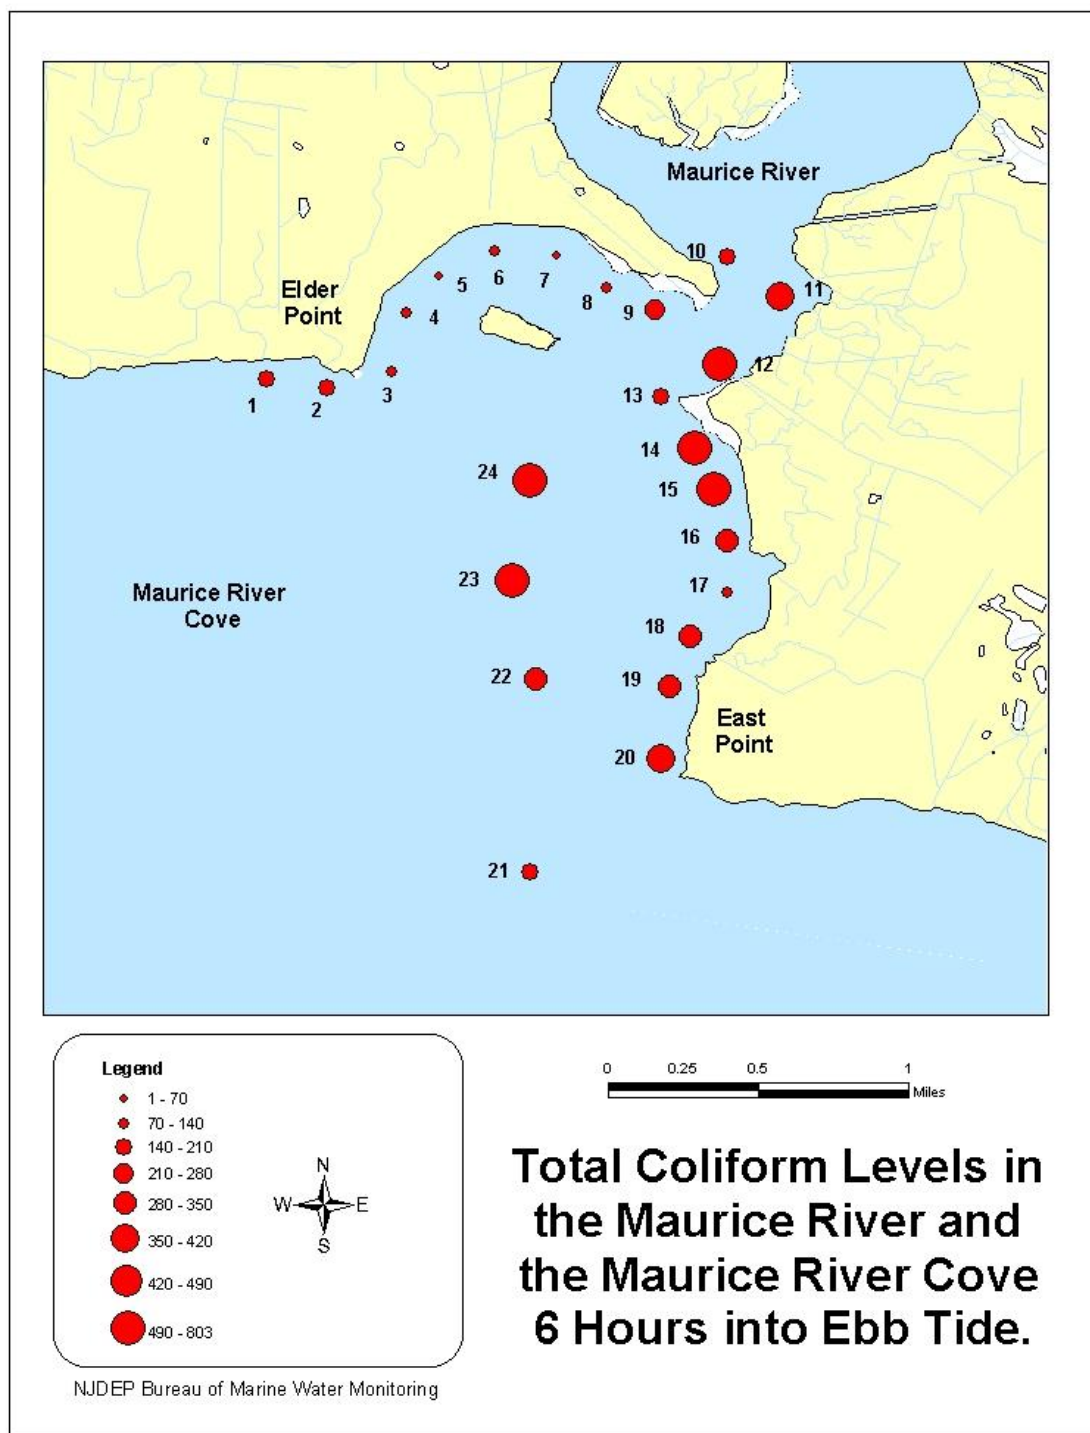 Maurice River
10
6
5
7
11
Elder
Point
8
9
4
12
3
13
1
2
14
24
15
16
23
17
Maurice River
Cove
18
22
19
East
Point
20
21
Legend
1 - 70
70 - 140
140 - 210
210 - 280
280 - 350
350 - 420
420 - 490
490 - 803
N
W E
S
0 0.25 0.5 1
Miles
Total Coliform Levels in
the Maurice River and
the Maurice River Cove
6 Hours into Ebb Tide.
NJDEP Bureau of Marine Water Monitoring